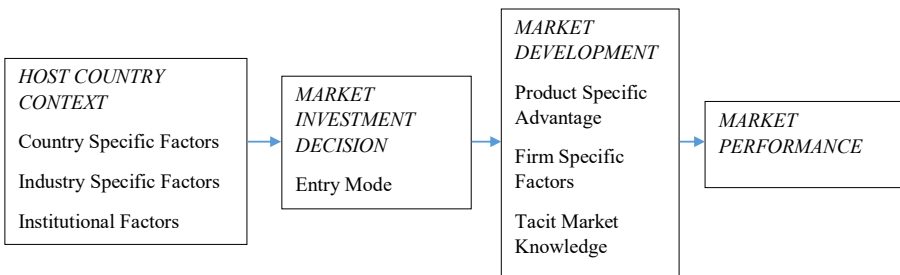 HOST COUNTRY
CONTEXT
Country Specific Factors
Industry Specific Factors
Institutional Factors
MARKET
INVESTMENT
DECISION
Entry Mode
MARKET
DEVELOPMENT
Product Specific
Advantage
Firm Specific
Factors
Tacit Market
Knowledge
MARKET
PERFORMANCE